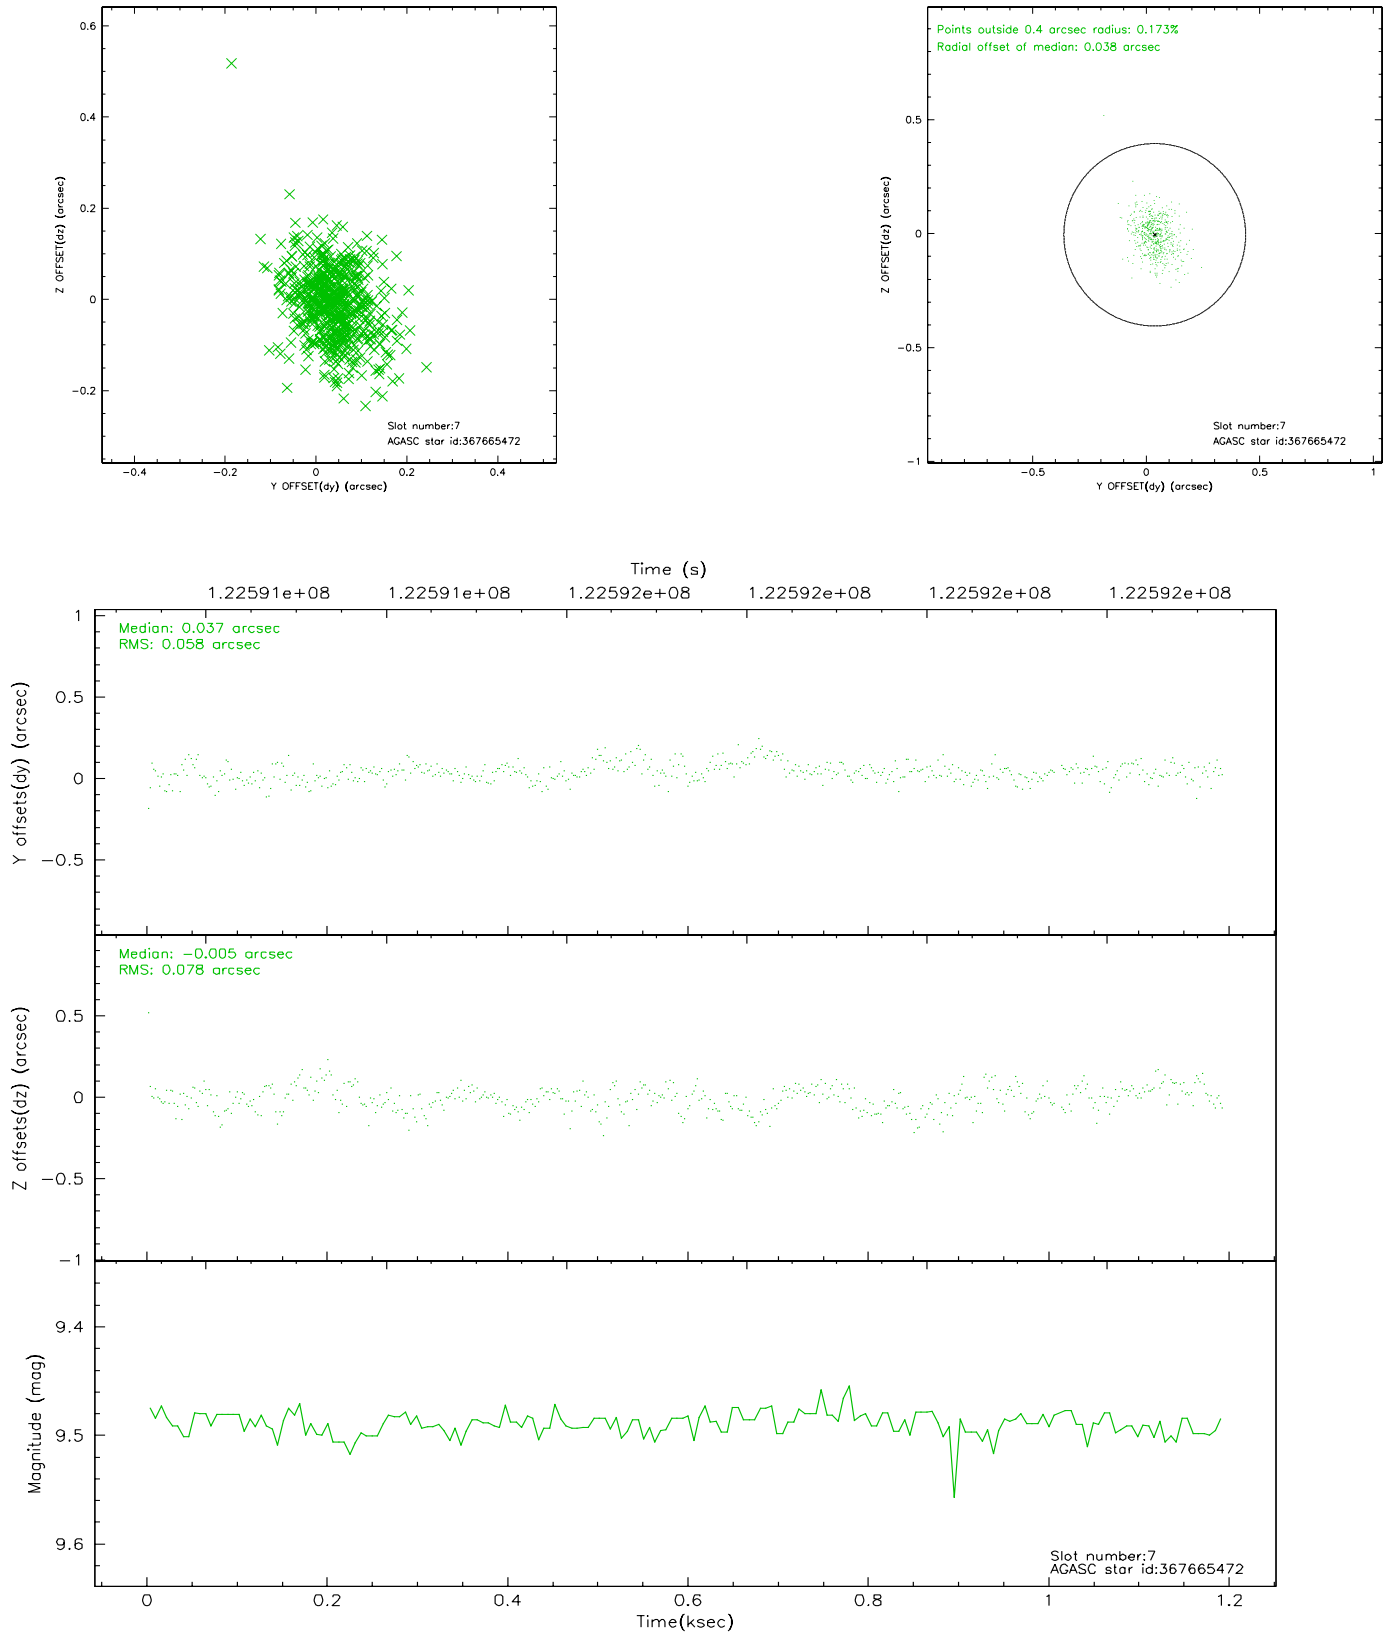 0.6
0.4
0.2
0
−0.2
Z OFFSET(dz) (arcsec)
Slot number:7
AGASC star id:367665472
−0.4 −0.2 0 0.2 0.4
Y OFFSET(dy) (arcsec)
Points outside 0.4 arcsec radius: 0.173%
Radial offset of median: 0.038 arcsec
0.5
0
−0.5
−1
Z OFFSET(dz) (arcsec)
Slot number:7
AGASC star id:367665472
−0.5 0 0.5 1
Y OFFSET(dy) (arcsec)
Time (s)
1.22591e+08 1.22591e+08 1.22592e+08 1.22592e+08 1.22592e+08 1.22592e+08
Median: 0.037 arcsec
RMS: 0.058 arcsec
1
0.5
0
−0.5
Y offsets(dy) (arcsec)
Median: −0.005 arcsec
RMS: 0.078 arcsec
0.5
0
−0.5
−1
Z offsets(dz) (arcsec)
9.4
9.5
9.6
Magnitude (mag)
Slot number:7
AGASC star id:367665472
0 0.2 0.4 0.6 0.8 1 1.2
Time(ksec)